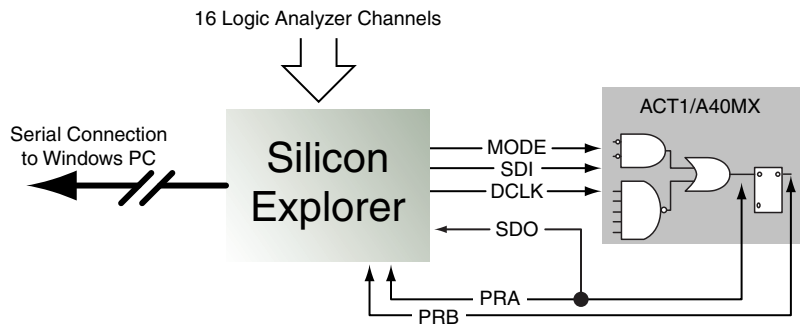 16 Logic Analyzer Channels
Serial Connection
to Windows PC
Silicon
Explorer
MODE
SDI
DCLK
SDO
PRA
PRB
ACT1/A40MX